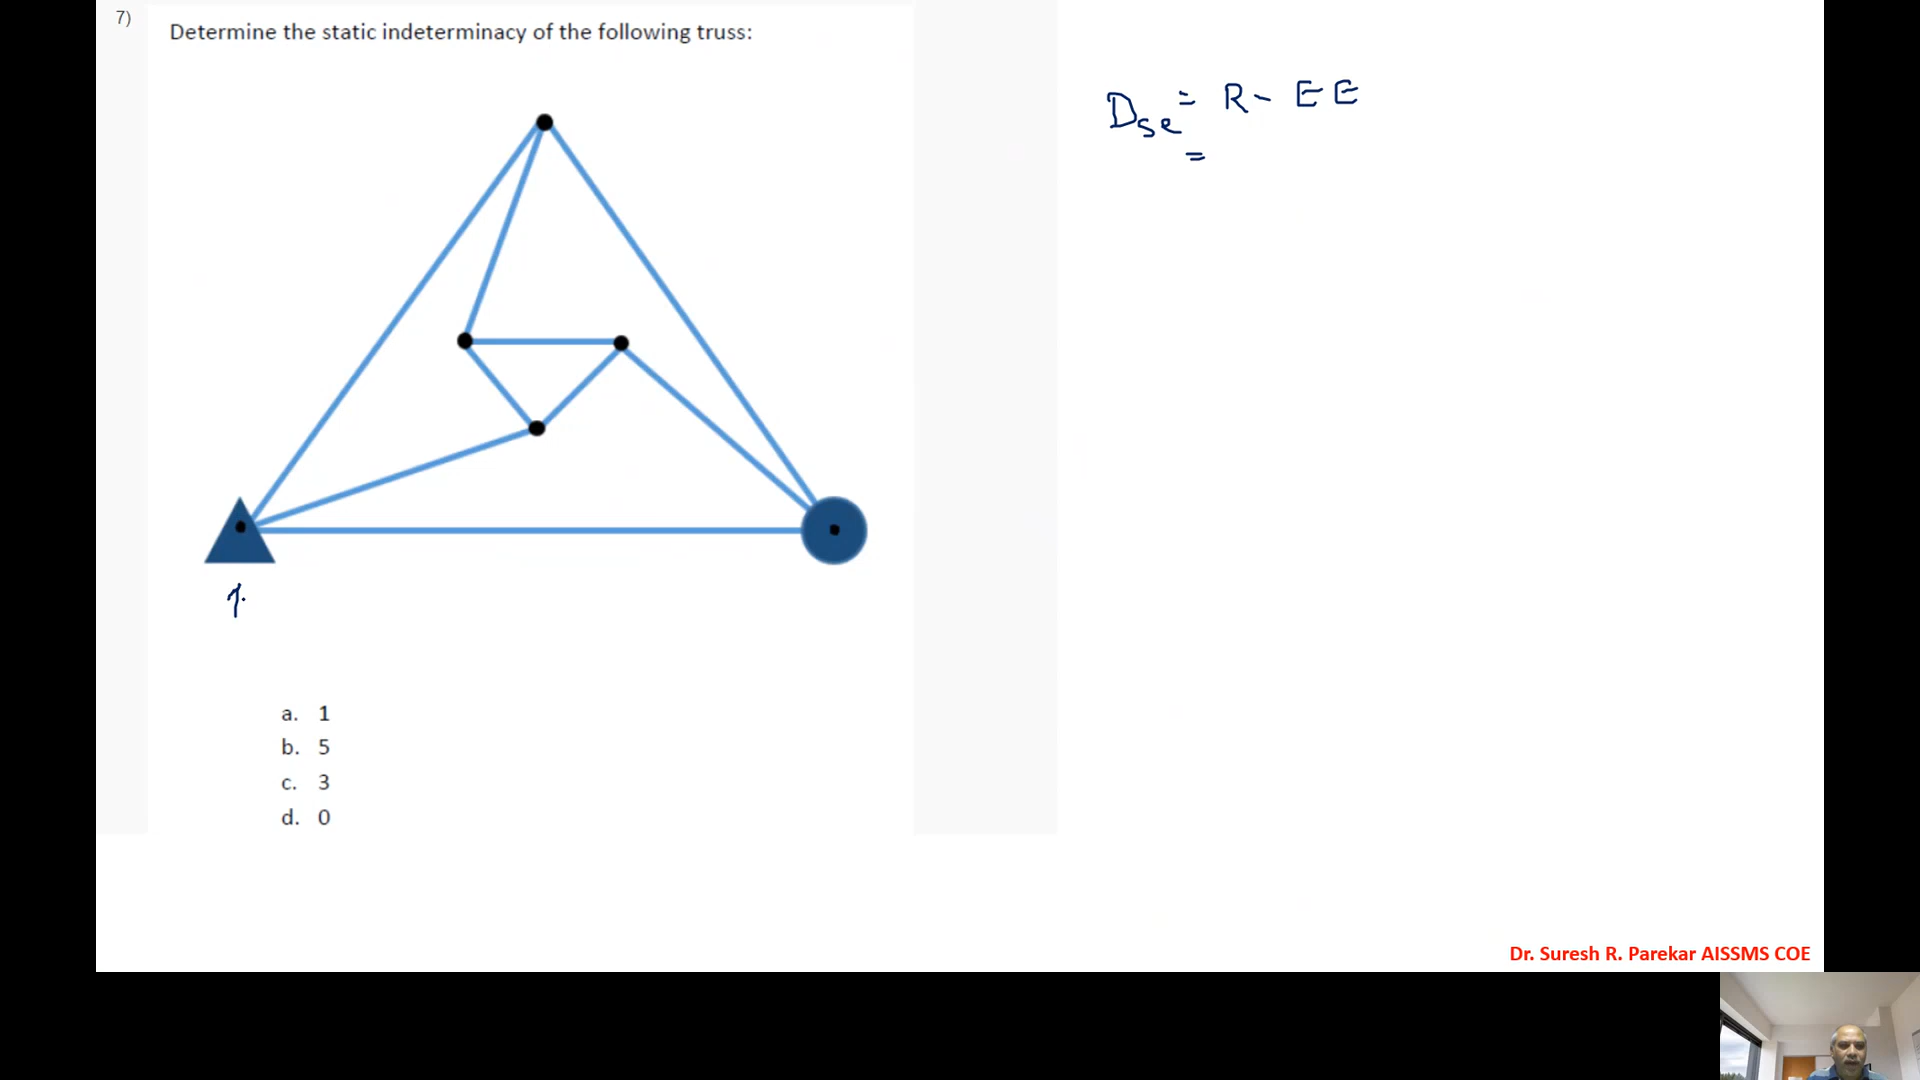 7)
Determine the static indeterminacy of the following truss:
Dse = R - EE
=
a. 1
b. 5
c. 3
d. 0
Dr. Suresh R. Parekar AISSMS COE